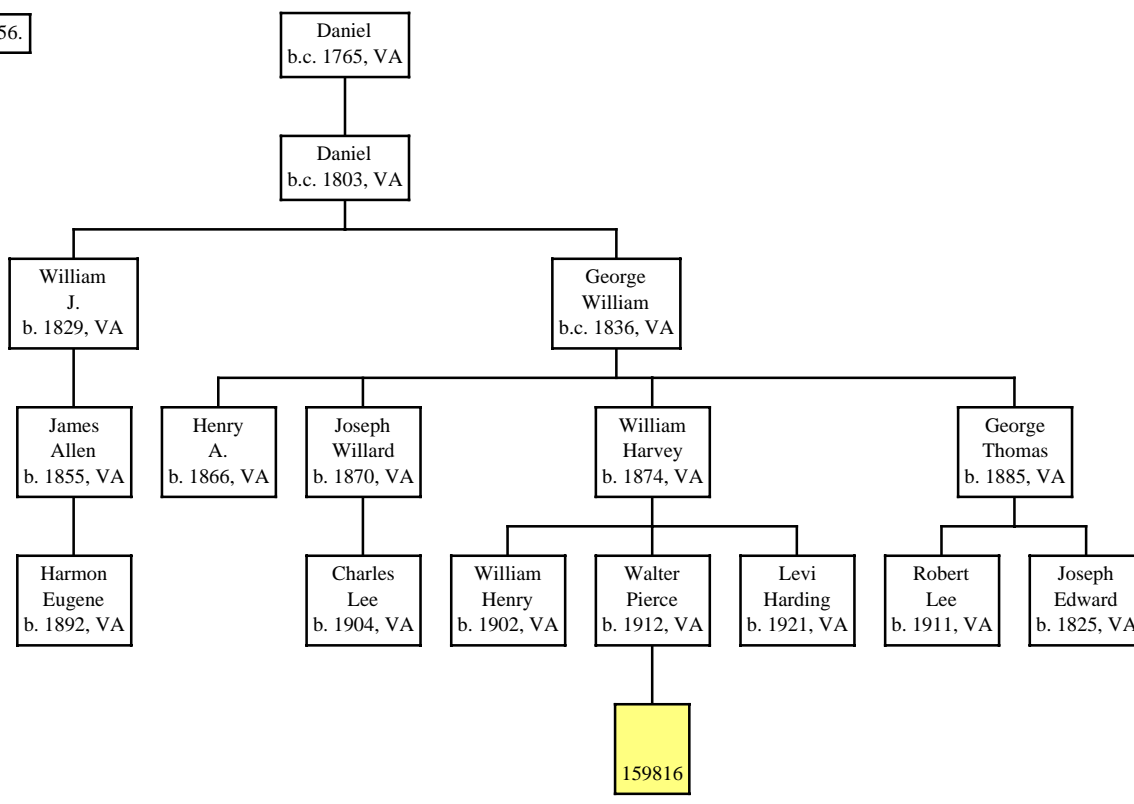 56.
Daniel
b.c. 1765, VA
Daniel
b.c. 1803, VA
William
J.
b. 1829, VA
George
William
b.c. 1836, VA
James
Allen
b. 1855, VA
Henry
A.
b. 1866, VA
Joseph
Willard
b. 1870, VA
William
Harvey
b. 1874, VA
George
Thomas
b. 1885, VA
Harmon
Eugene
b. 1892, VA
Charles
Lee
b. 1904, VA
William
Henry
b. 1902, VA
Walter
Pierce
b. 1912, VA
Levi
Harding
b. 1921, VA
Robert
Lee
b. 1911, VA
Joseph
Edward
b. 1825, VA
159816